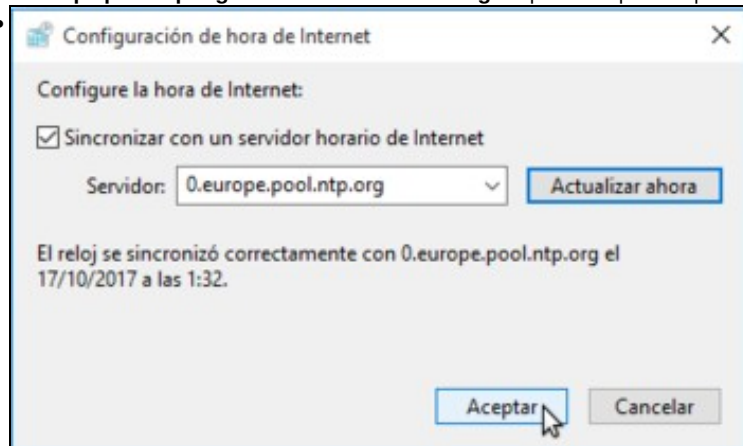 Configuración de hora de Internet
Configure la hora de Internet:
Sincronizar con un servidor horario de Internet
Servidor: 0.europe.pool.ntp.org Actualizar ahora
El reloj se sincronizó correctamente con 0.europe.pool.ntp.org el
17/10/2017 a las 1:32.
Aceptar Cancelar